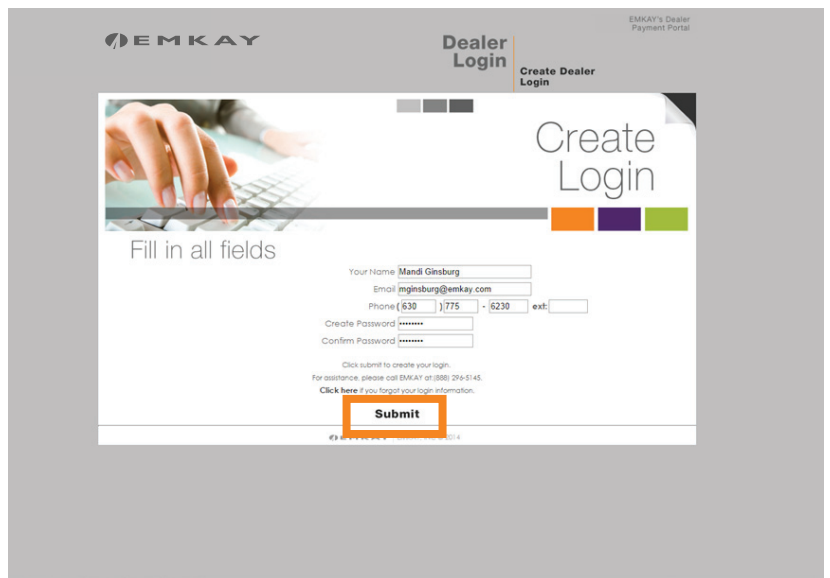 EMKAY's Dealer
Payment Portal
EMKAY
Dealer
Login
Create Dealer
Login
Create
Login
Fill in all fields
Your Name Mandi Ginsburg
Email mginsburg@emkay.com
Phone ( 630 ) 775 - 6230 ext:
Create Password ••••••••
Confirm Password ••••••••
Click submit to create your login.
For assistance, please call EMKAY at:(888) 296-5145.
Click here if you forgot your login information.
Submit
EMKAY